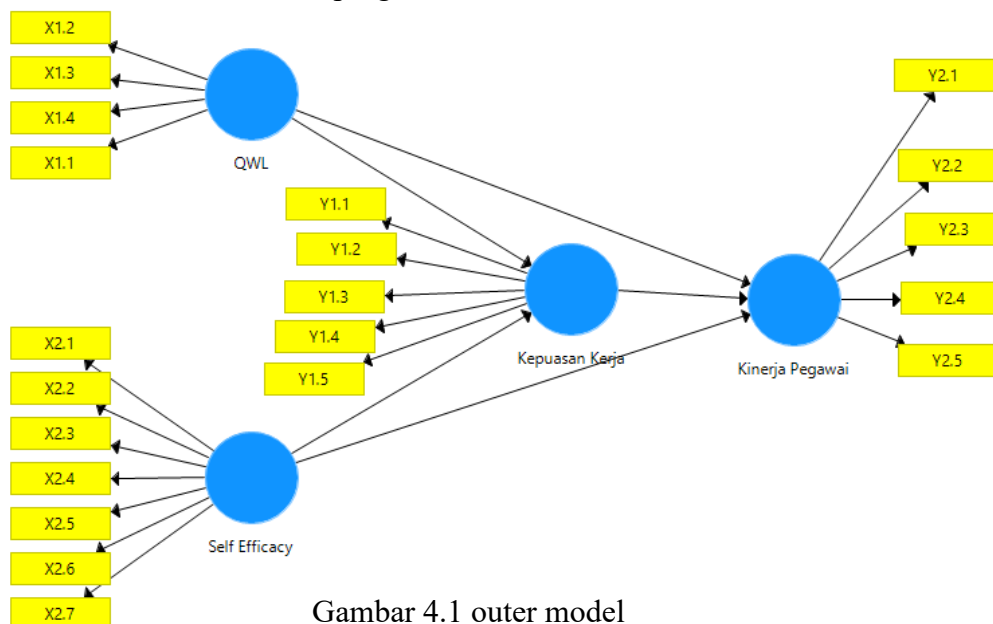 X1.2
X1.3
X1.4
X1.1
QWL
Y1.1
Y1.2
Y1.3
Y1.4
Y1.5
Kepuasan Kerja
Y2.1
Y2.2
Y2.3
Y2.4
Y2.5
Kinerja Pegawai
X2.1
X2.2
X2.3
X2.4
X2.5
X2.6
X2.7
Self Efficacy
Gambar 4.1 outer model